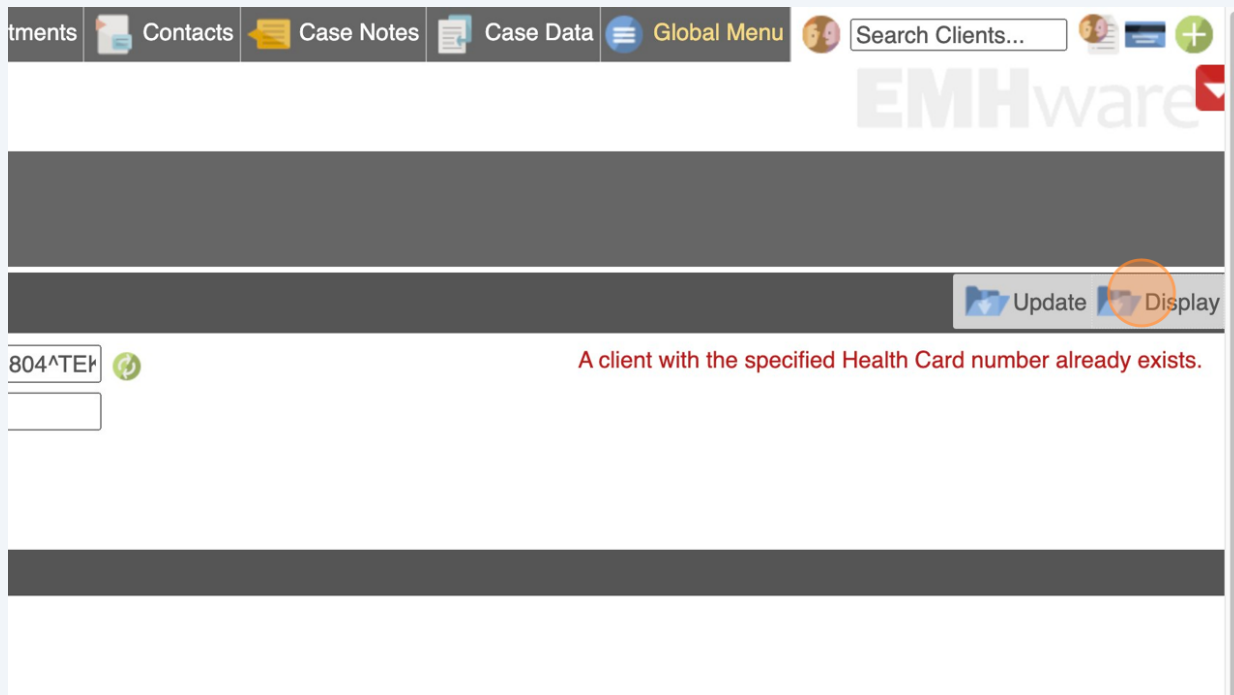 tments Contacts Case Notes Case Data Global Menu Search Clients...
EMHware
Update Display
804^TEK
A client with the specified Health Card number already exists.